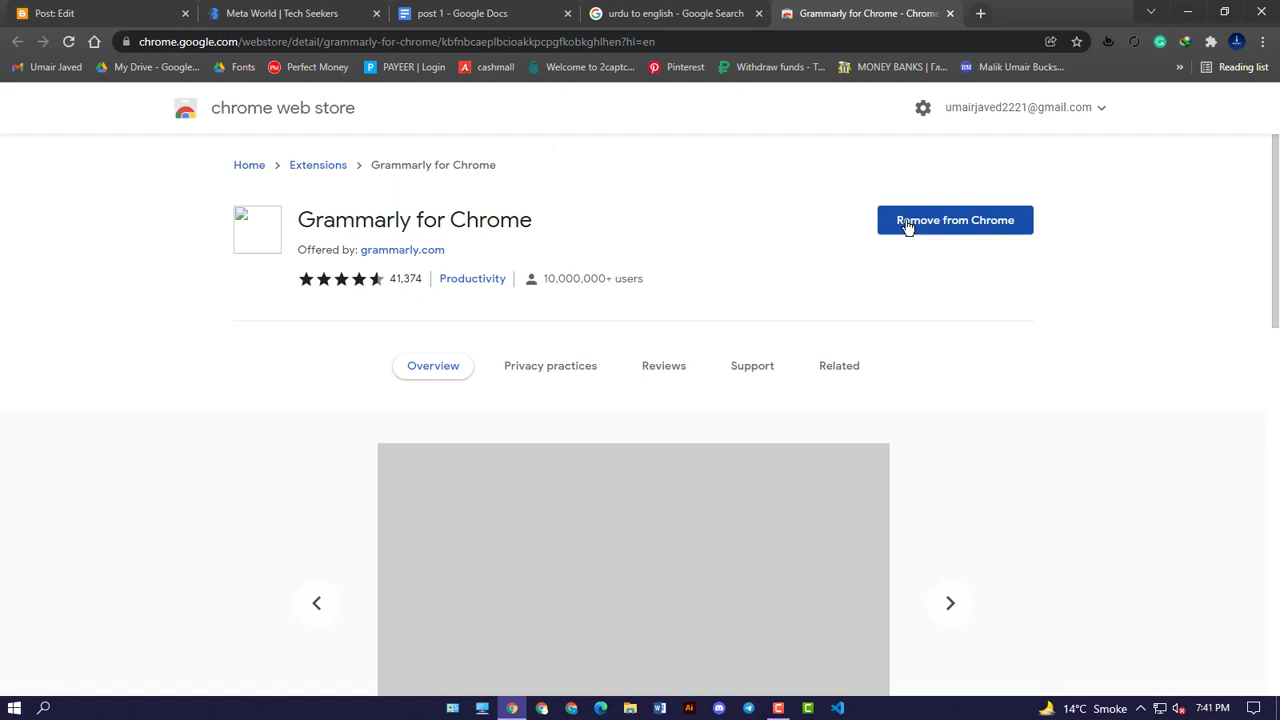 Post: Edit
Meta World | Tech Seekers
post 1 - Google Docs
urdu to english - Google Search
Grammarly for Chrome - Chrome
chrome.google.com/webstore/detail/grammarly-for-chrome/kbfnbcaeplbcioakkpcpgfkobkghlhen?hl=en
Umair Javed
My Drive - Google...
Fonts
Perfect Money
PAYEER | Login
cashmall
Welcome to 2captc...
Pinterest
Withdraw funds - T...
MONEY BANKS | Гл...
Malik Umair Bucks...
»
Reading list
chrome web store
umairjaved2221@gmail.com
Home > Extensions > Grammarly for Chrome
Grammarly for Chrome
Remove from Chrome
Offered by: grammarly.com
41,374
Productivity
10,000,000+ users
Overview
Privacy practices
Reviews
Support
Related
14°C Smoke
7:41 PM